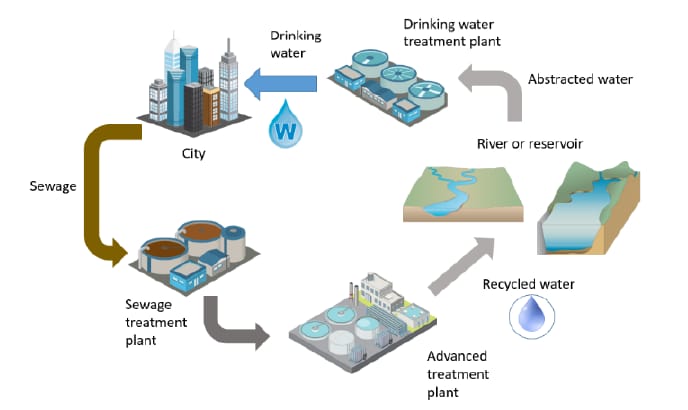 Drinking water
treatment plant
Drinking
water
Abstracted water
W
City
River or reservoir
Sewage
Recycled water
Sewage
treatment
plant
Advanced
treatment
plant